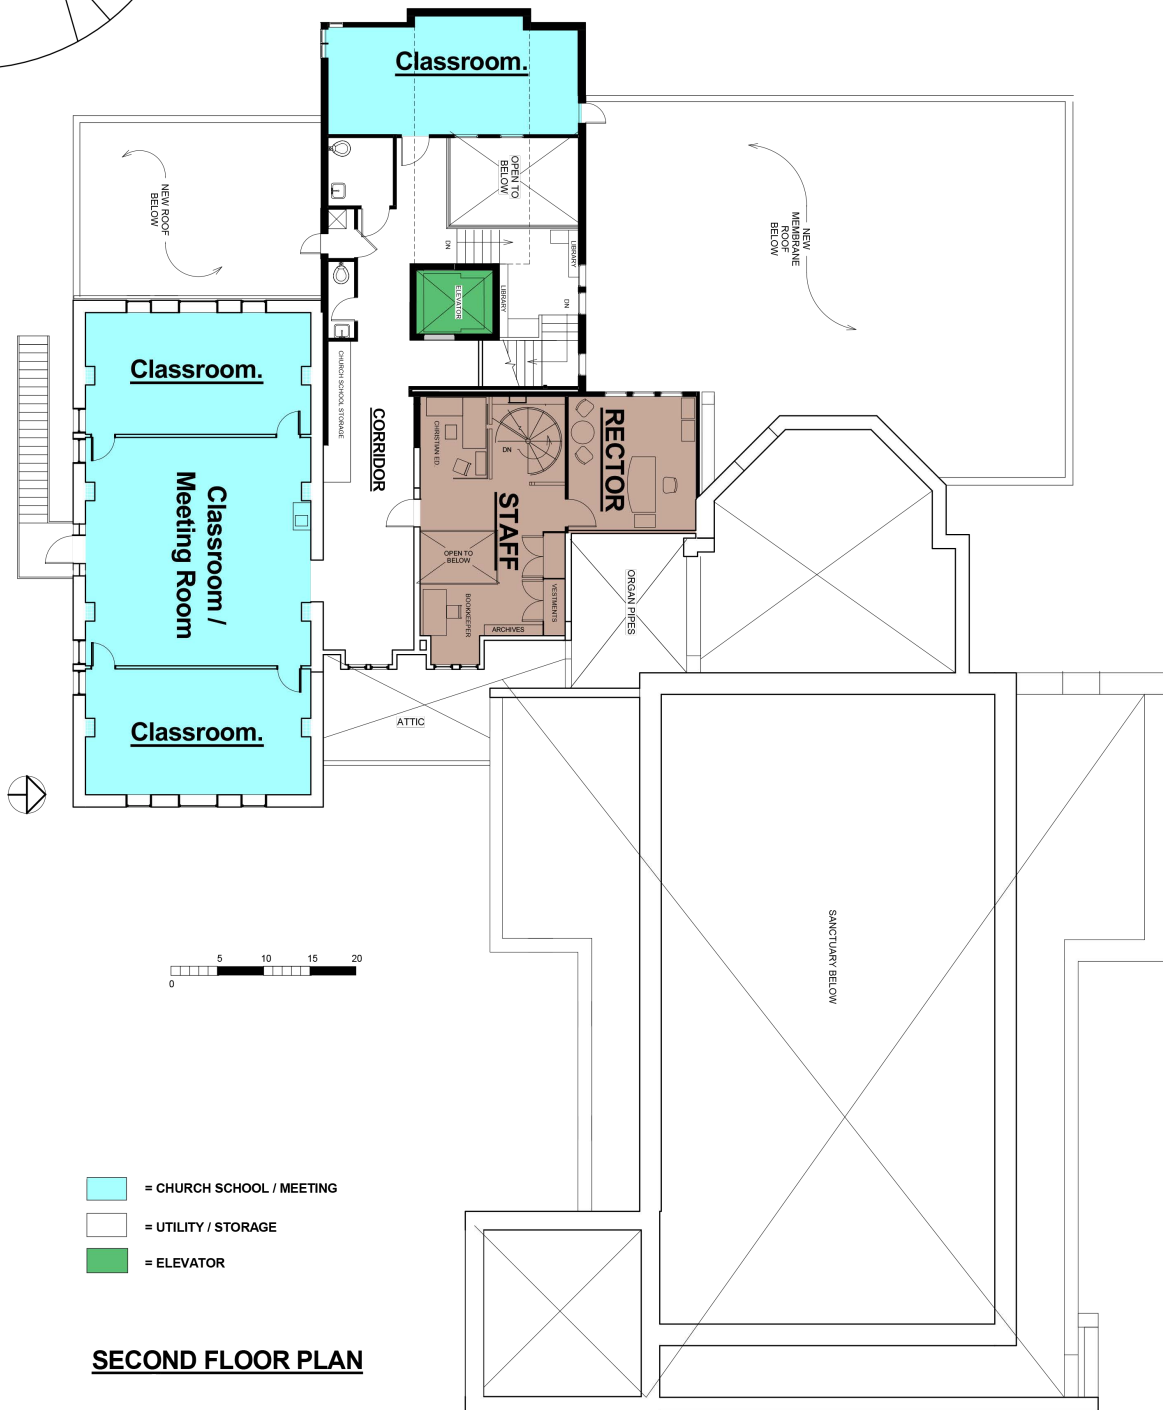 Classroom.
OPEN TO
BELOW
NEW ROOF
BELOW
NEW
MEMBRANE
ROOF
BELOW
DN
LIBRARY
ELEVATOR
LIBRARY
DN
Classroom.
CHURCH SCHOOL STORAGE
CORRIDOR
CHRISTIAN ED
DN
RECTOR
STAFF
Classroom /
Meeting Room
OPEN TO
BELOW
BOOKKEEPER
ARCHIVES
VESTMENTS
ORGAN PIPES
Classroom.
ATTIC
SANCTUARY BELOW
5 10 15 20
0
= CHURCH SCHOOL / MEETING
= UTILITY / STORAGE
= ELEVATOR
SECOND FLOOR PLAN